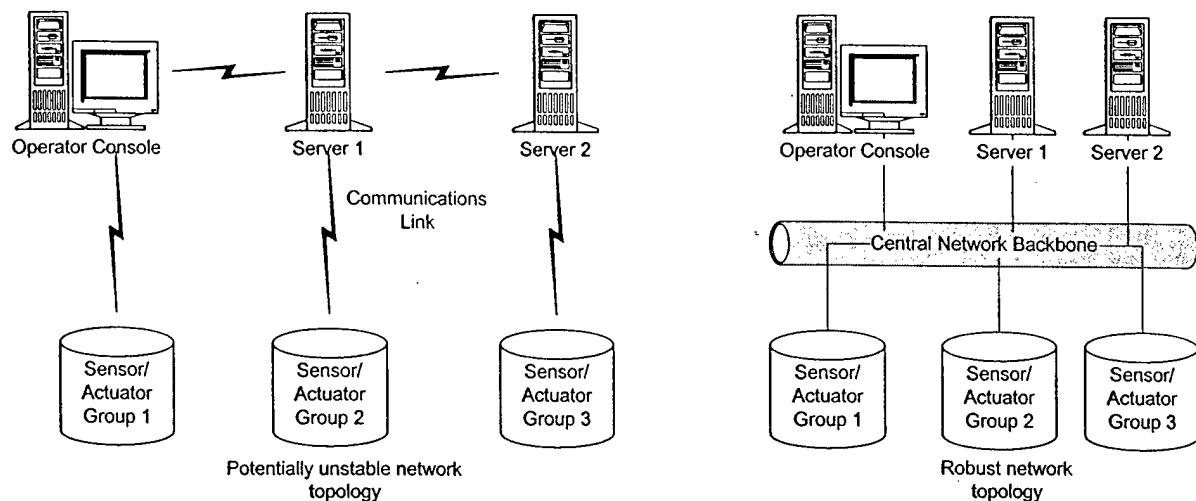 Operator Console
Server 1
Server 2
Communications
Link
Sensor/
Actuator
Group 1
Sensor/
Actuator
Group 2
Sensor/
Actuator
Group 3
Potentially unstable network
topology
Operator Console
Server 1
Server 2
Central Network Backbone
Sensor/
Actuator
Group 1
Sensor/
Actuator
Group 2
Sensor/
Actuator
Group 3
Robust network
topology